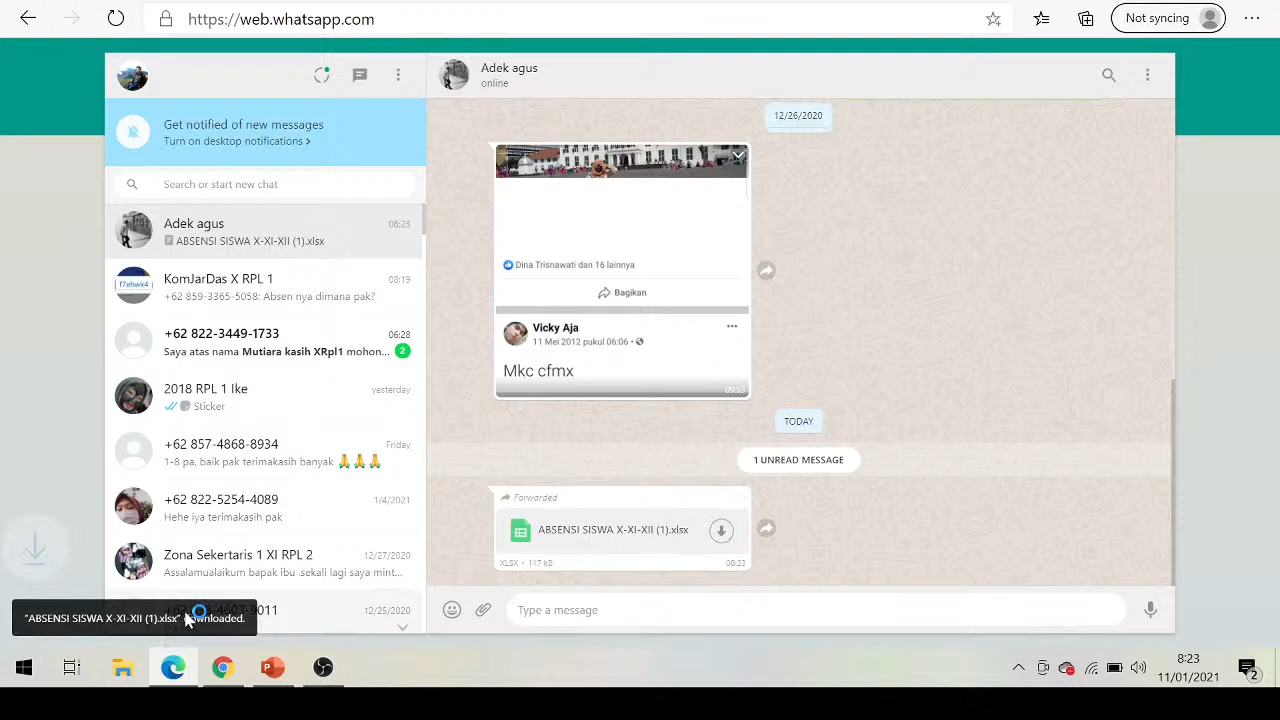 https://web.whatsapp.com
Not syncing
Get notified of new messages
Turn on desktop notifications >
Search or start new chat
Adek agus
08:23
ABSENSI SISWA X-XI-XII (1).xlsx
KomJarDas X RPL 1
08:19
+62 859-3365-5058: Absen nya dimana pak?
f7ehwk4
+62 822-3449-1733
06:28
Saya atas nama Mutiara kasih XRpl1 mohon...
2
2018 RPL 1 Ike
yesterday
Sticker
+62 857-4868-8934
Friday
1-8 pa, baik pak terimakasih banyak 🙏🙏🙏
+62 822-5254-4089
1/4/2021
Hehe iya terimakasih pak
Zona Sekertaris 1 XI RPL 2
12/27/2020
Assalamualaikum bapak ibu .sekali lagi saya mint...
12/25/2020
"ABSENSI SISWA X-XI-XII (1).xlsx" downloaded.
Adek agus
online
12/26/2020
Dina Trisnawati dan 16 lainnya
Bagikan
Vicky Aja
11 Mei 2012 pukul 06:06
Mkc cfmx
09:53
TODAY
1 UNREAD MESSAGE
Forwarded
ABSENSI SISWA X-XI-XII (1).xlsx
XLSX • 117 kB
08:23
Type a message
8:23
11/01/2021
2